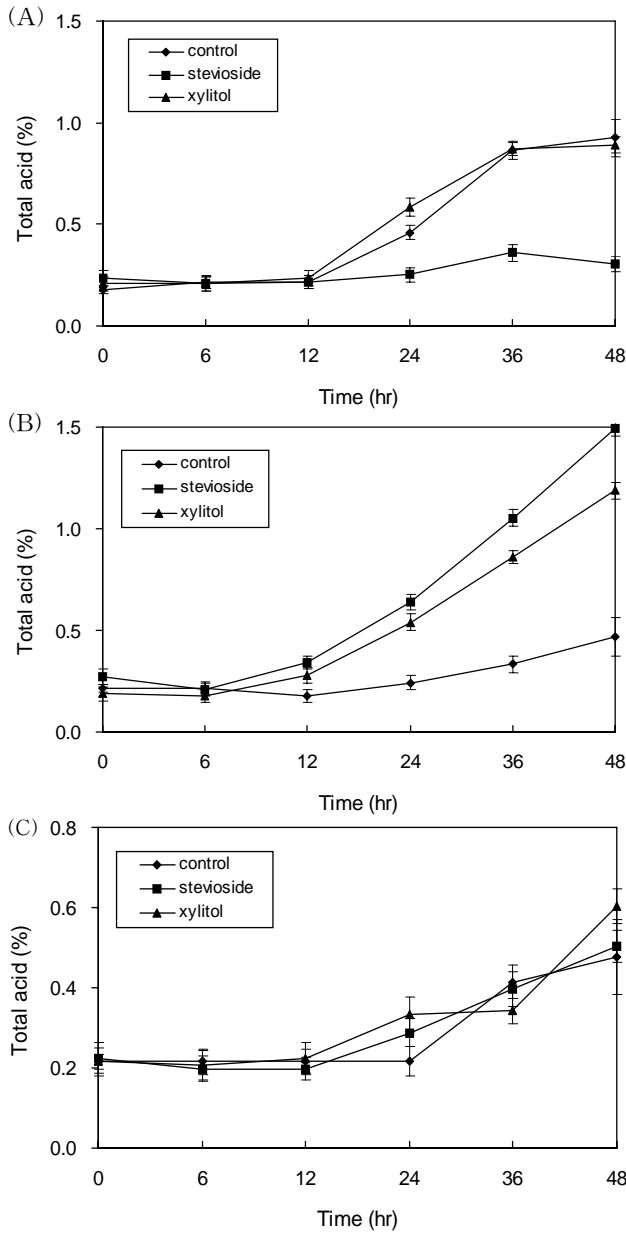 (A)
1.5
control
stevioside
xylitol
1.0
Total acid (%)
0.5
0.0
0 6 12 24 36 48
Time (hr)
(B)
1.5
control
stevioside
xylitol
1.0
Total acid (%)
0.5
0.0
0 6 12 24 36 48
Time (hr)
(C)
0.8
control
stevioside
xylitol
0.6
Total acid (%)
0.4
0.2
0.0
0 6 12 24 36 48
Time (hr)